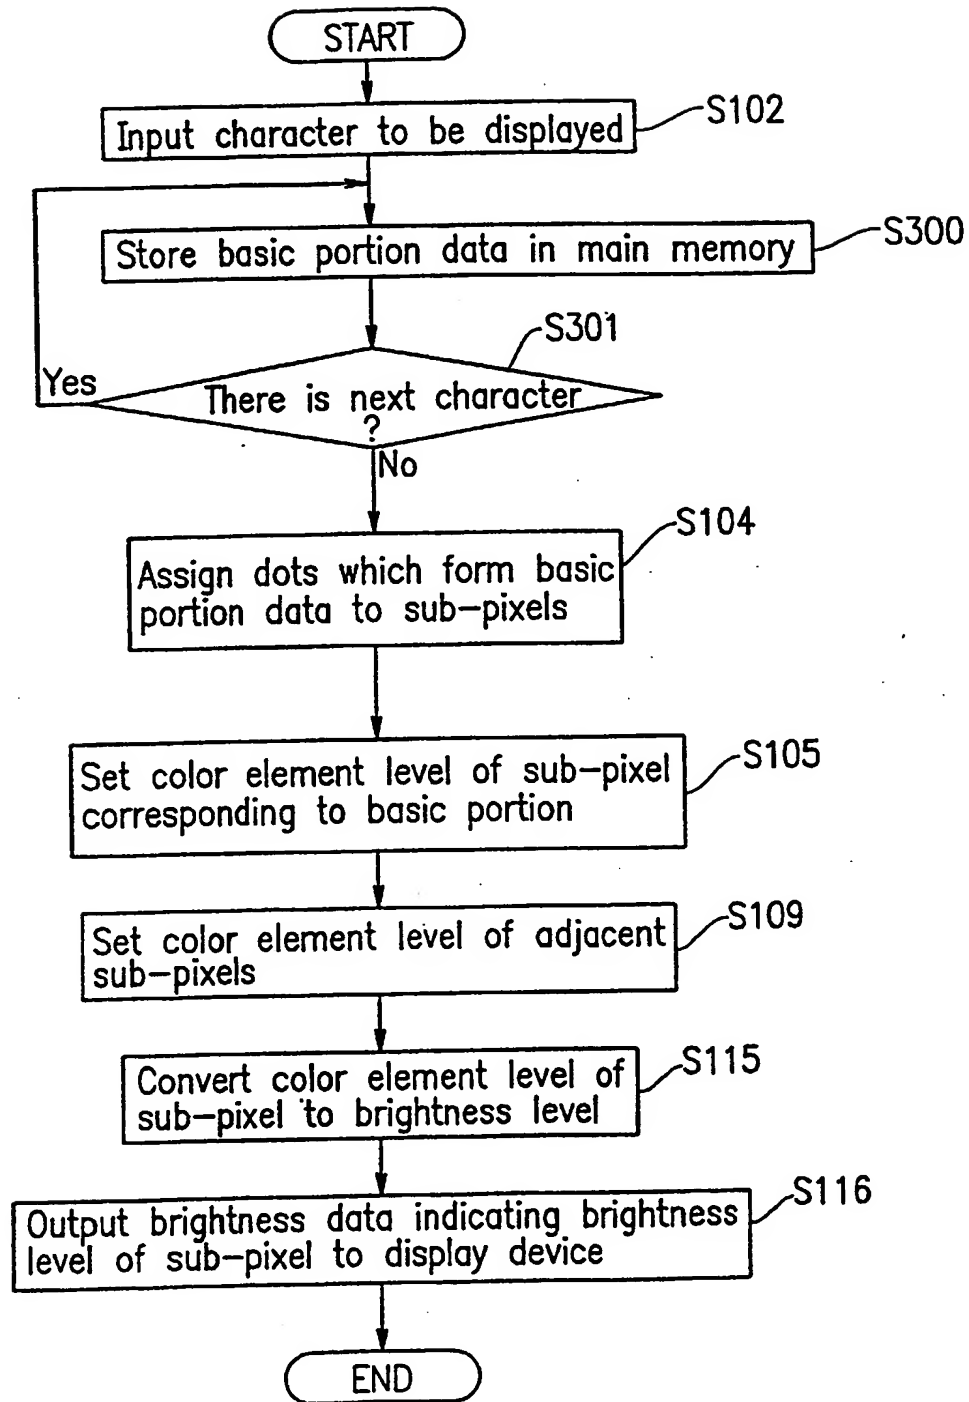 START
Input character to be displayed
S102
Store basic portion data in main memory
S300
S301
Yes
There is next character
?
No
S104
Assign dots which form basic
portion data to sub-pixels
S105
Set color element level of sub-pixel
corresponding to basic portion
S109
Set color element level of adjacent
sub-pixels
S115
Convert color element level of
sub-pixel to brightness level
S116
Output brightness data indicating brightness
level of sub-pixel to display device
END